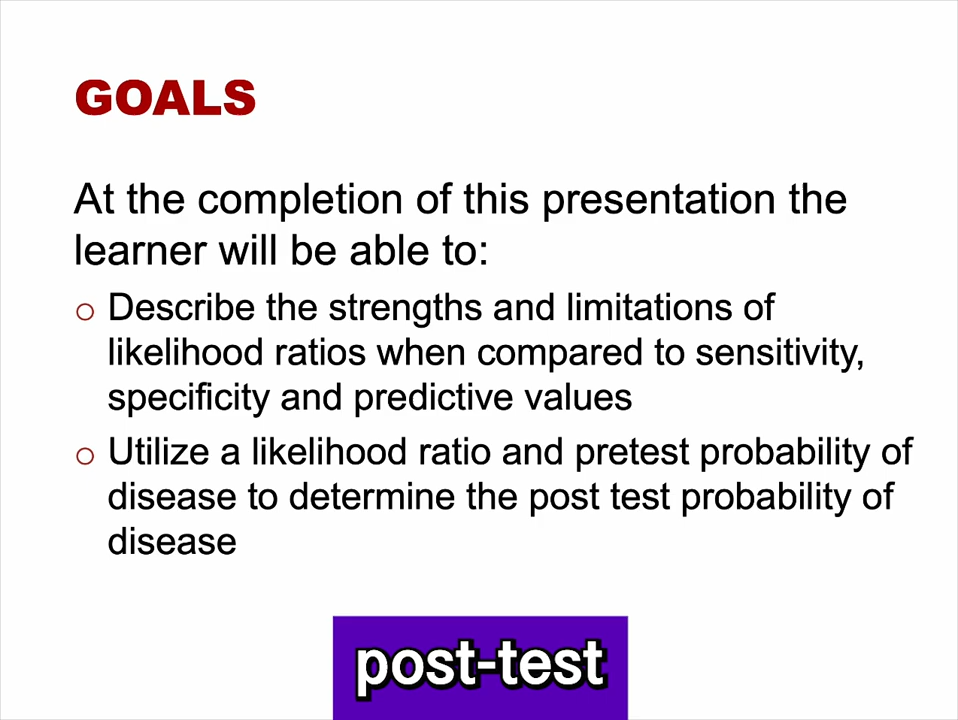 GOALS
At the completion of this presentation the
learner will be able to:
o Describe the strengths and limitations of
likelihood ratios when compared to sensitivity,
specificity and predictive values
o Utilize a likelihood ratio and pretest probability of
disease to determine the post test probability of
disease
post-test